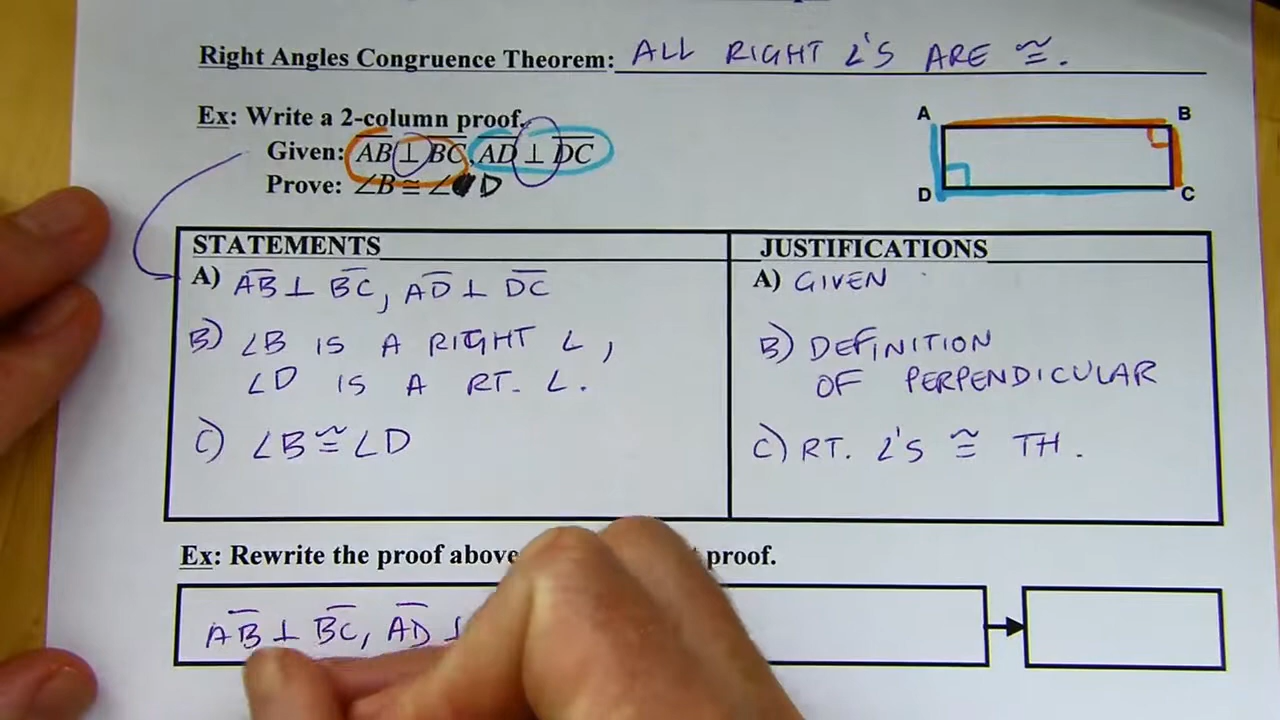 Right Angles Congruence Theorem: ALL RIGHT ∠'S ARE ≅.
Ex: Write a 2-column proof.
Given: AB ⊥ BC, AD ⊥ DC
Prove: ∠B ≅ ∠D
A B
D C
STATEMENTS JUSTIFICATIONS
A) AB ⊥ BC, AD ⊥ DC A) GIVEN
B) ∠B IS A RIGHT ∠, B) DEFINITION
∠D IS A RT. ∠. OF PERPENDICULAR
C) ∠B ≅ ∠D C) RT. ∠'S ≅ TH.
Ex: Rewrite the proof above proof.
AB ⊥ BC, AD ⊥